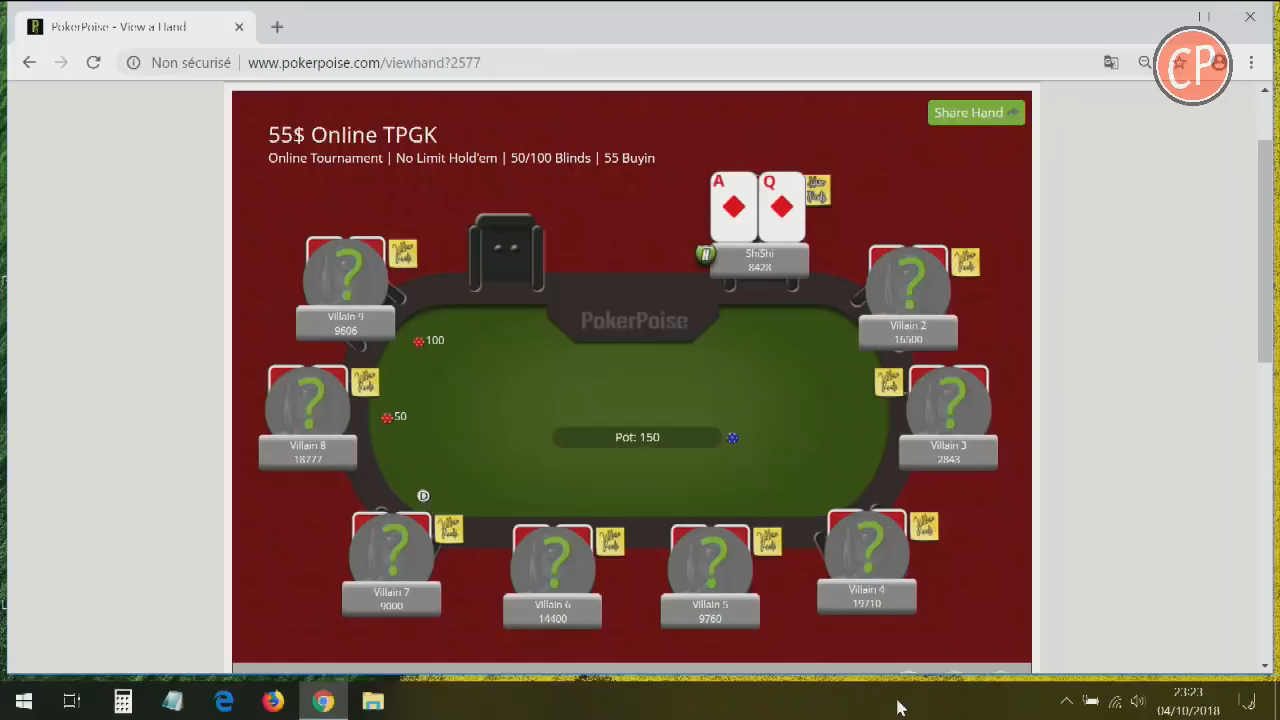 PokerPoise - View a Hand
Non sécurisé
www.pokerpoise.com/viewhand?2577
CP
Share Hand
55$ Online TPGK
Online Tournament | No Limit Hold'em | 50/100 Blinds | 55 Buyin
A Q
ShiShi
8428
H
Villain 9
9606
Villain 2
16500
PokerPoise
100
Villain 8
18777
50
Pot: 150
Villain 3
2843
D
Villain 7
9000
Villain 6
14400
Villain 5
9760
Villain 4
19710
23:23
04/10/2018